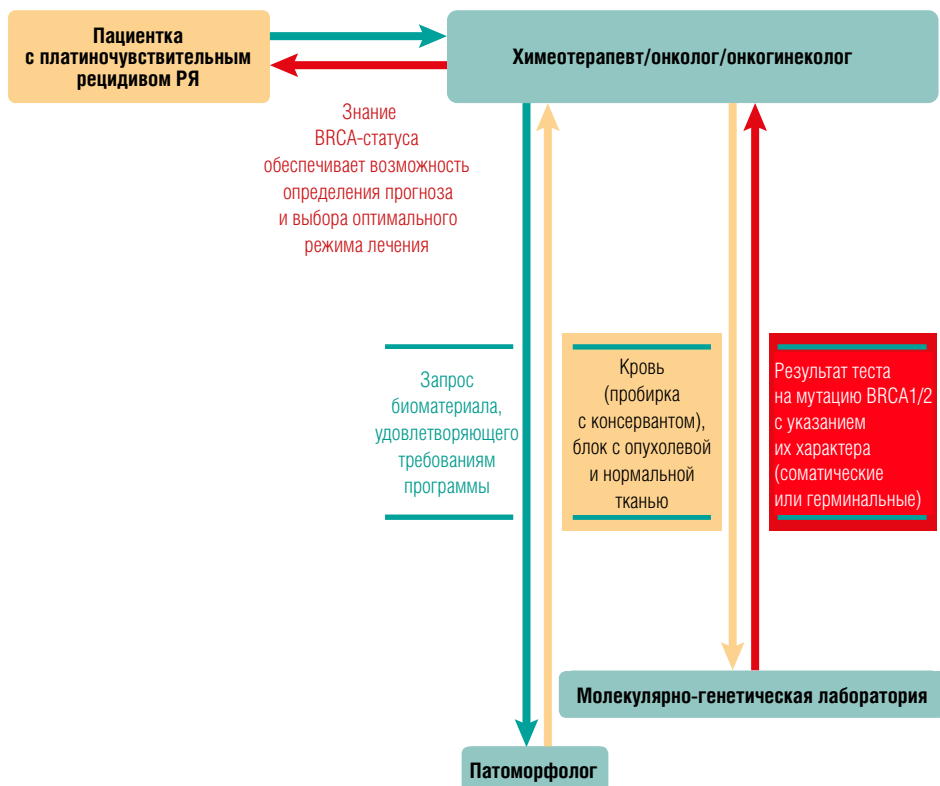 Пациентка
с платиночувствительным
рецидивом РЯ
Химеотерапевт/онколог/онкогинеколог
Знание
BRCA-статуса
обеспечивает возможность
определения прогноза
и выбора оптимального
режима лечения
Запрос
биоматериала,
удовлетворяющего
требованиям
программы
Кровь
(пробирка
с консервантом),
блок с опухолевой
и нормальной
тканью
Результат теста
на мутацию BRCA1/2
с указанием
их характера
(соматические
или герминальные)
Молекулярно-генетическая лаборатория
Патоморфолог